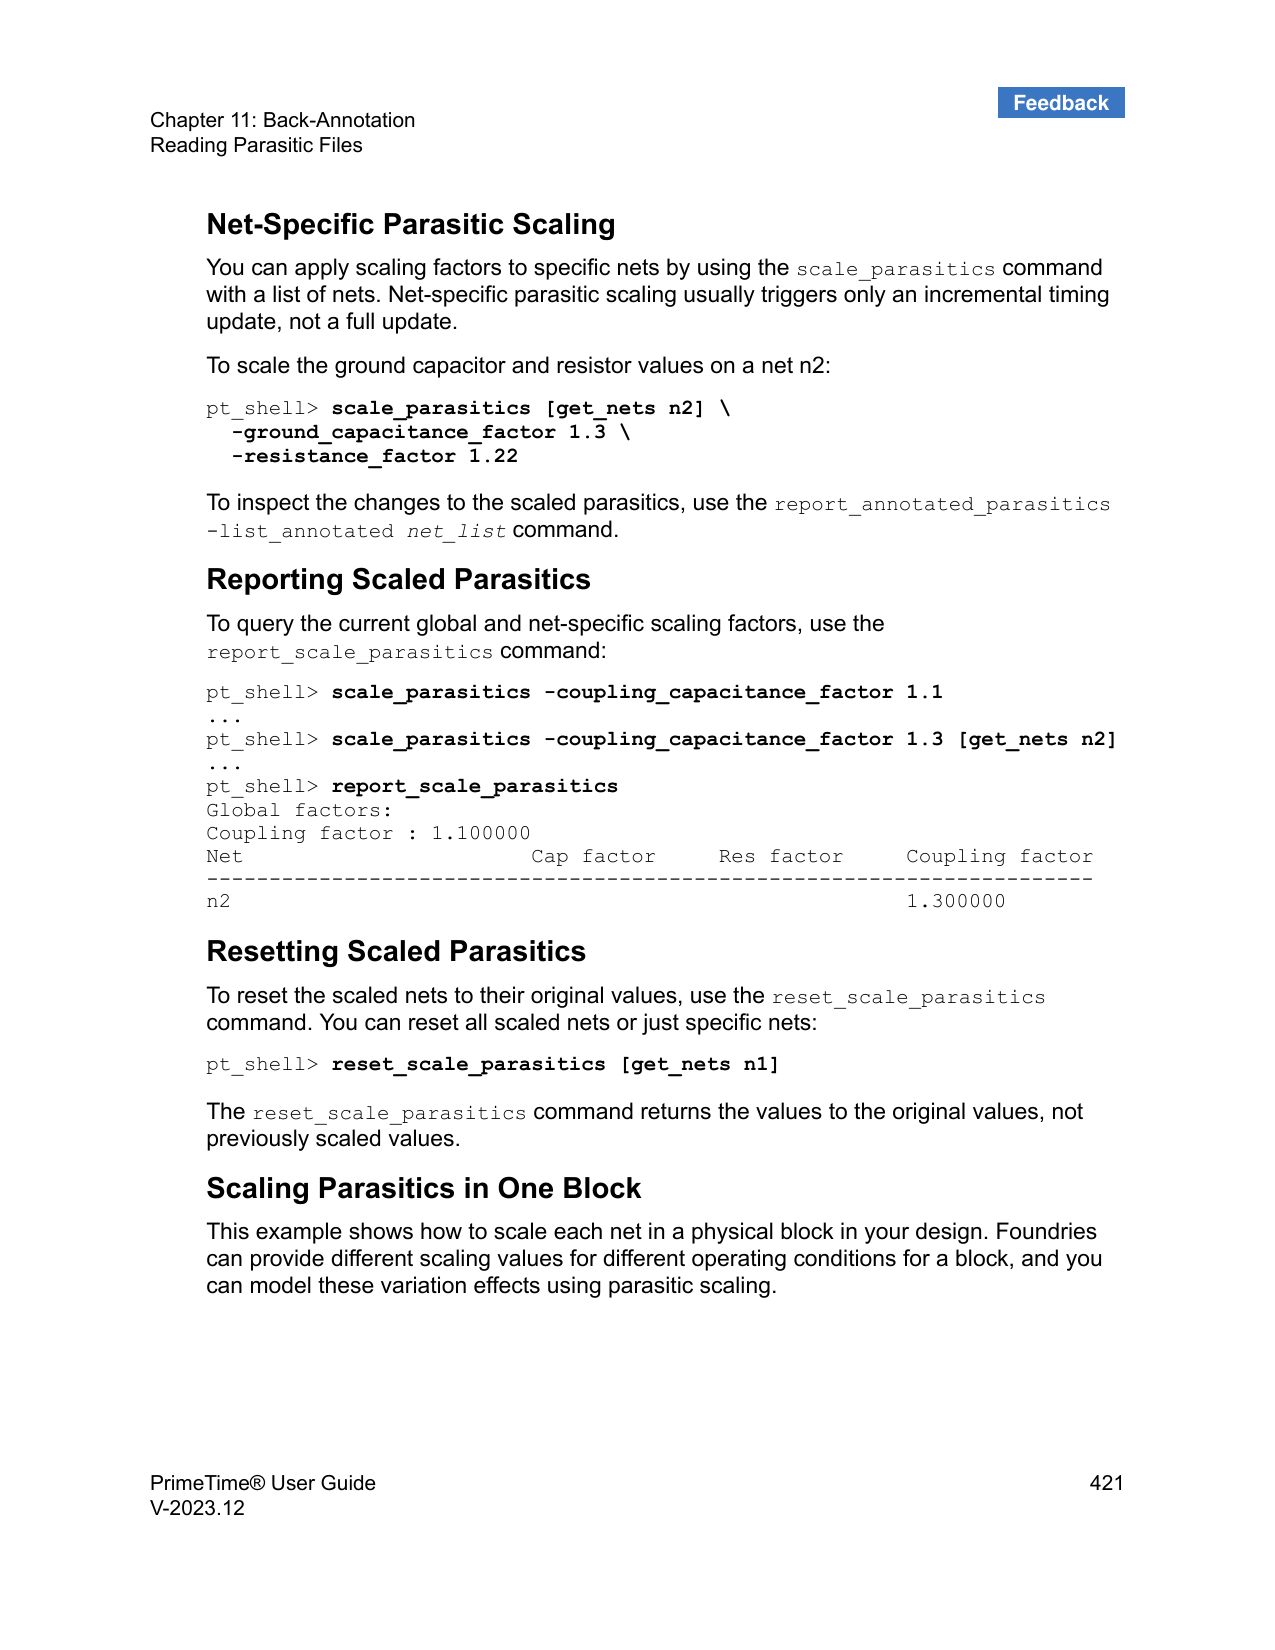 Feedback
Chapter 11: Back-Annotation
Reading Parasitic Files
Net-Specific Parasitic Scaling
You can apply scaling factors to specific nets by using the scale_parasitics command
with a list of nets. Net-specific parasitic scaling usually triggers only an incremental timing
update, not a full update.
To scale the ground capacitor and resistor values on a net n2:
pt_shell> scale_parasitics [get_nets n2] \
  -ground_capacitance_factor 1.3 \
  -resistance_factor 1.22
To inspect the changes to the scaled parasitics, use the report_annotated_parasitics
-list_annotated net_list command.
Reporting Scaled Parasitics
To query the current global and net-specific scaling factors, use the
report_scale_parasitics command:
pt_shell> scale_parasitics -coupling_capacitance_factor 1.1
...
pt_shell> scale_parasitics -coupling_capacitance_factor 1.3 [get_nets n2]
...
pt_shell> report_scale_parasitics
Global factors:
Coupling factor : 1.100000
Net                       Cap factor     Res factor     Coupling factor
-----------------------------------------------------------------------
n2                                                      1.300000
Resetting Scaled Parasitics
To reset the scaled nets to their original values, use the reset_scale_parasitics
command. You can reset all scaled nets or just specific nets:
pt_shell> reset_scale_parasitics [get_nets n1]
The reset_scale_parasitics command returns the values to the original values, not
previously scaled values.
Scaling Parasitics in One Block
This example shows how to scale each net in a physical block in your design. Foundries
can provide different scaling values for different operating conditions for a block, and you
can model these variation effects using parasitic scaling.
PrimeTime® User Guide 421
V-2023.12